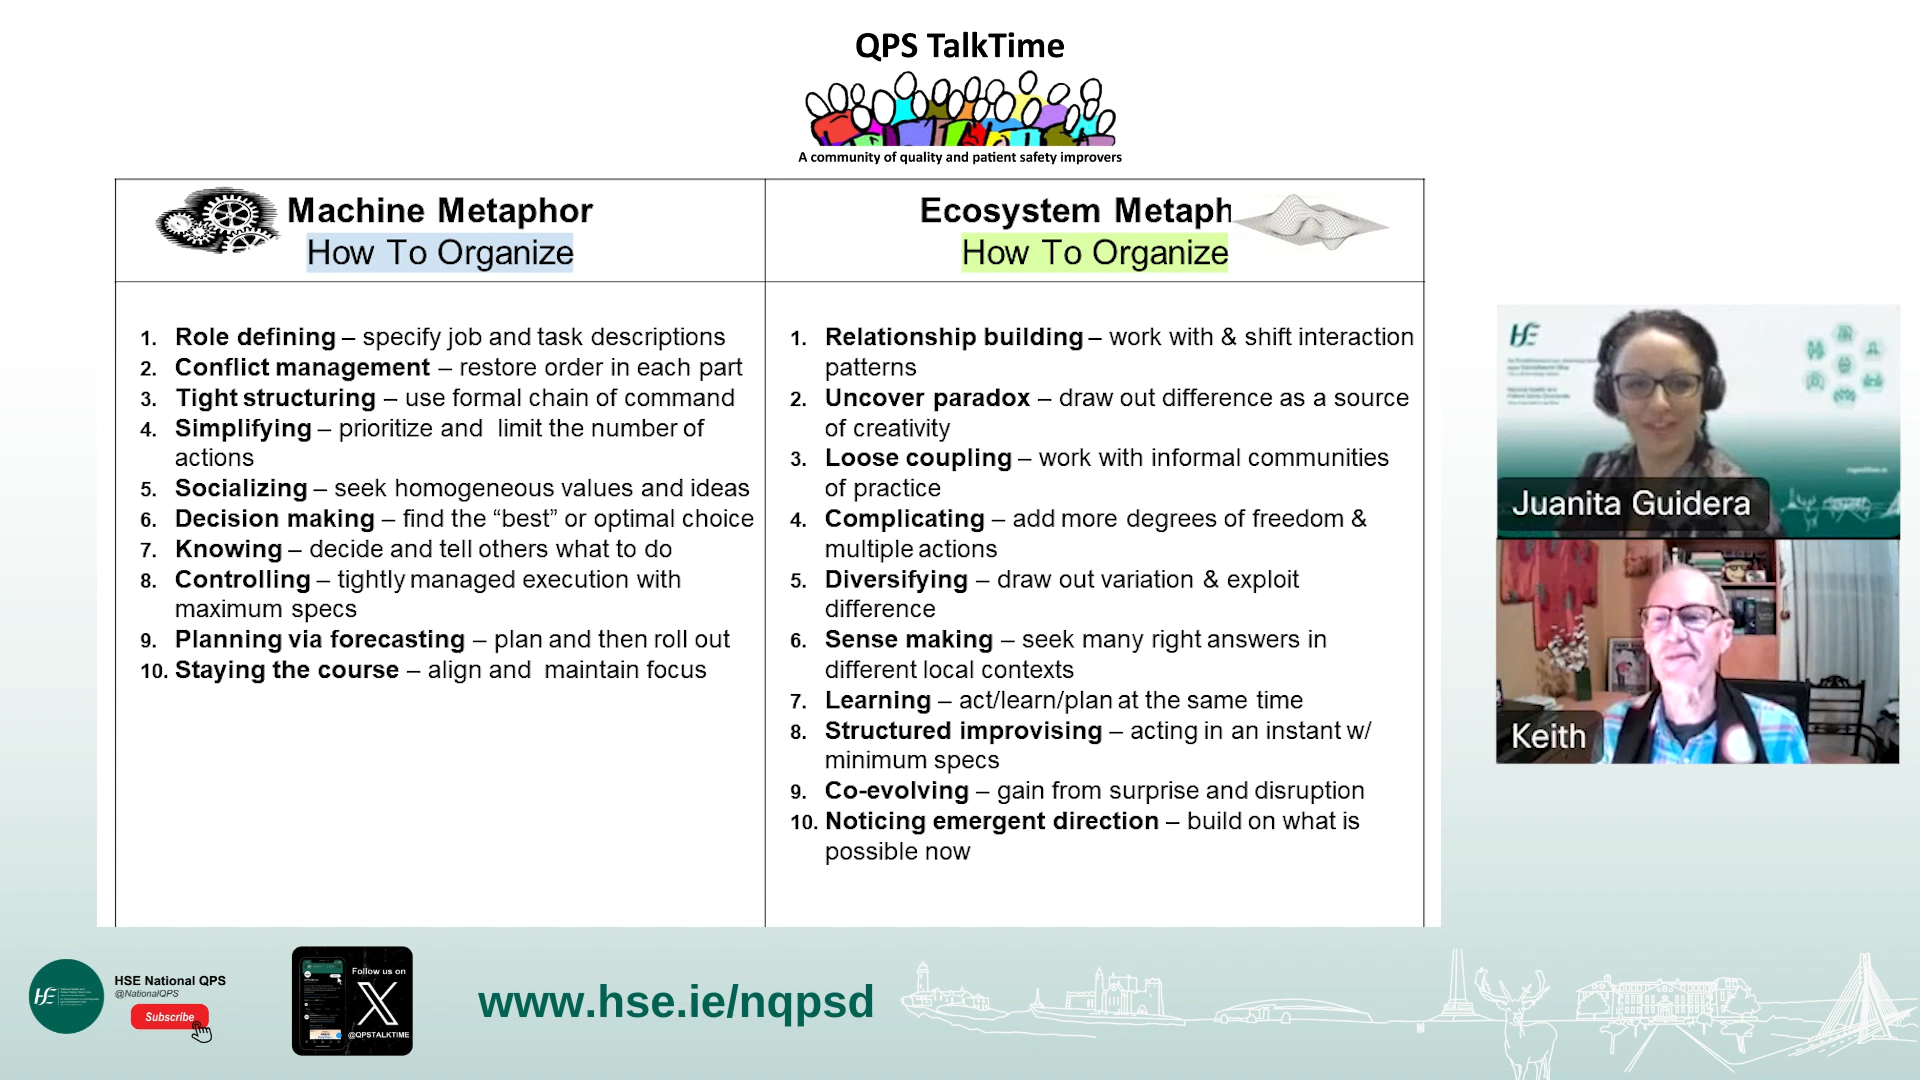 QPS TalkTime
A community of quality and patient safety improvers
Machine Metaphor
How To Organize
1. Role defining – specify job and task descriptions
2. Conflict management – restore order in each part
3. Tight structuring – use formal chain of command
4. Simplifying – prioritize and limit the number of
actions
5. Socializing – seek homogeneous values and ideas
6. Decision making – find the “best” or optimal choice
7. Knowing – decide and tell others what to do
8. Controlling – tightly managed execution with
maximum specs
9. Planning via forecasting – plan and then roll out
10. Staying the course – align and maintain focus
Ecosystem Metaph
How To Organize
1. Relationship building – work with & shift interaction
patterns
2. Uncover paradox – draw out difference as a source
of creativity
3. Loose coupling – work with informal communities
of practice
4. Complicating – add more degrees of freedom &
multiple actions
5. Diversifying – draw out variation & exploit
difference
6. Sense making – seek many right answers in
different local contexts
7. Learning – act/learn/plan at the same time
8. Structured improvising – acting in an instant w/
minimum specs
9. Co-evolving – gain from surprise and disruption
10. Noticing emergent direction – build on what is
possible now
Juanita Guidera
Keith
HSE National QPS
@NationalQPS
Subscribe
Follow us on
X
@QPSTALKTIME
www.hse.ie/nqpsd